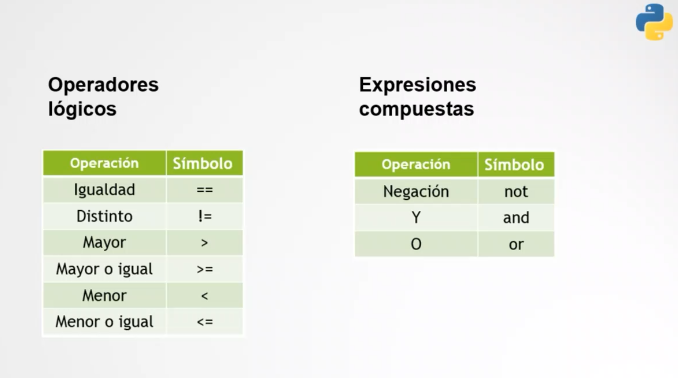 Operadores
lógicos
Operación Símbolo
Igualdad ==
Distinto !=
Mayor >
Mayor o igual >=
Menor <
Menor o igual <=
Expresiones
compuestas
Operación Símbolo
Negación not
Y and
O or